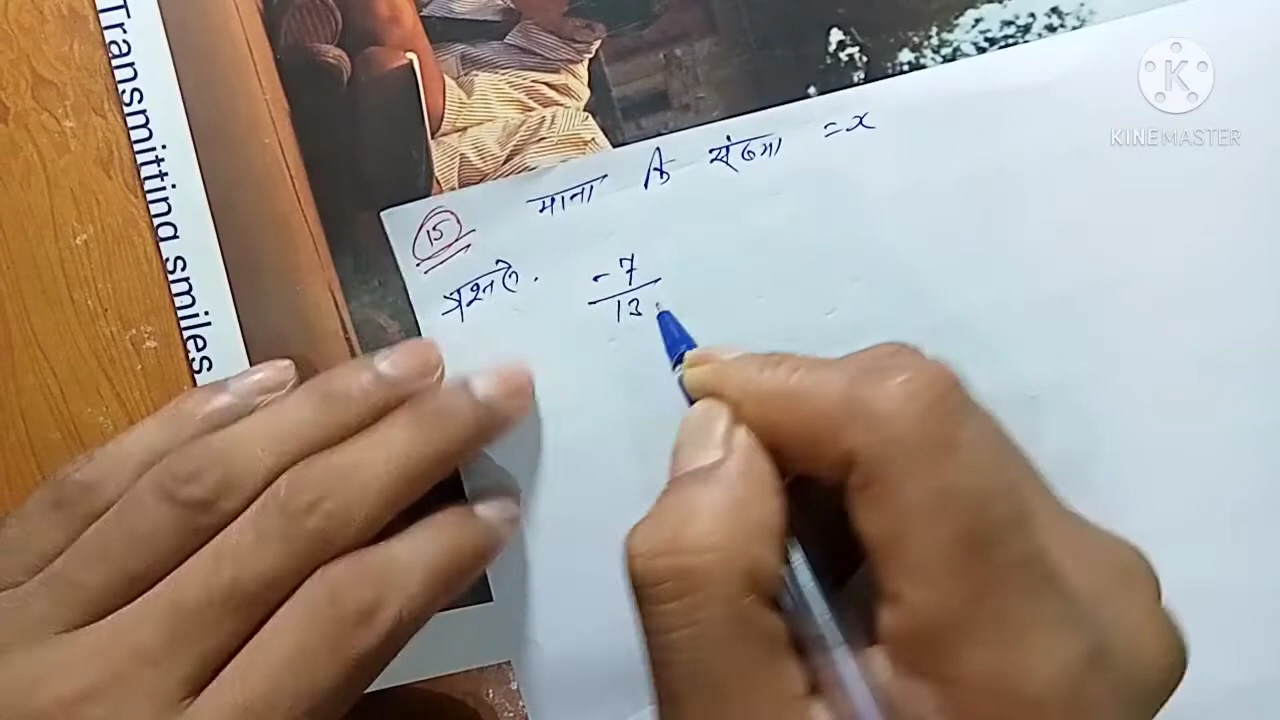 Transmitting smiles
KINEMASTER
माना कि संख्या = x
15
प्रश्न से .
-7
13